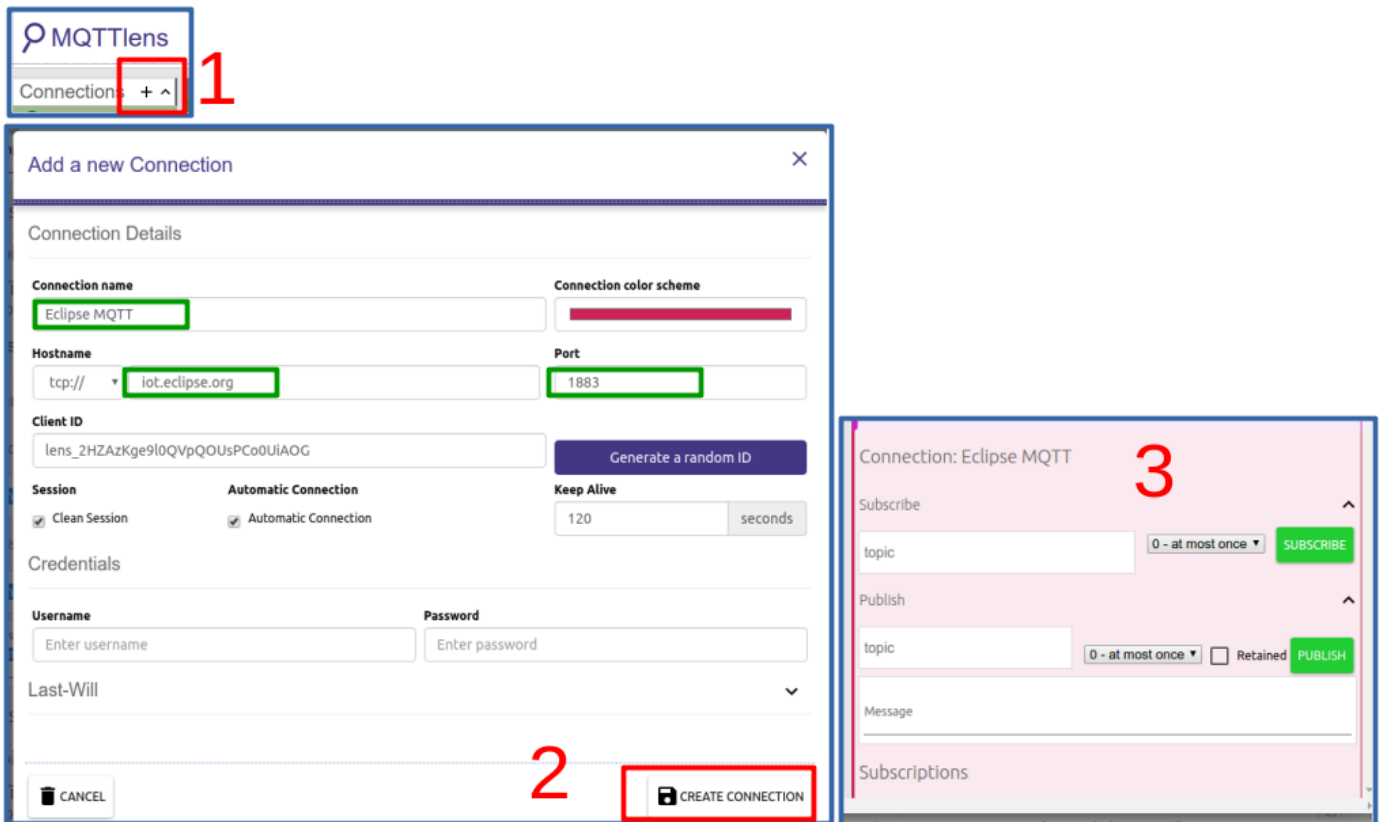 MQTTlens
Connections + 
1
Add a new Connection
Connection Details
Connection name
Connection color scheme
Eclipse MQTT
Hostname
Port
tcp://
iot.eclipse.org
1883
Client ID
lens_2HZAzKge9l0QVpQOUsPCo0UiAOG
Generate a random ID
Session
Automatic Connection
Keep Alive
Clean Session
Automatic Connection
120
seconds
Credentials
Username
Password
Enter username
Enter password
Last-Will
2
CANCEL
CREATE CONNECTION
3
Connection: Eclipse MQTT
Subscribe
topic
0 - at most once
SUBSCRIBE
Publish
topic
0 - at most once
Retained
PUBLISH
Message
Subscriptions